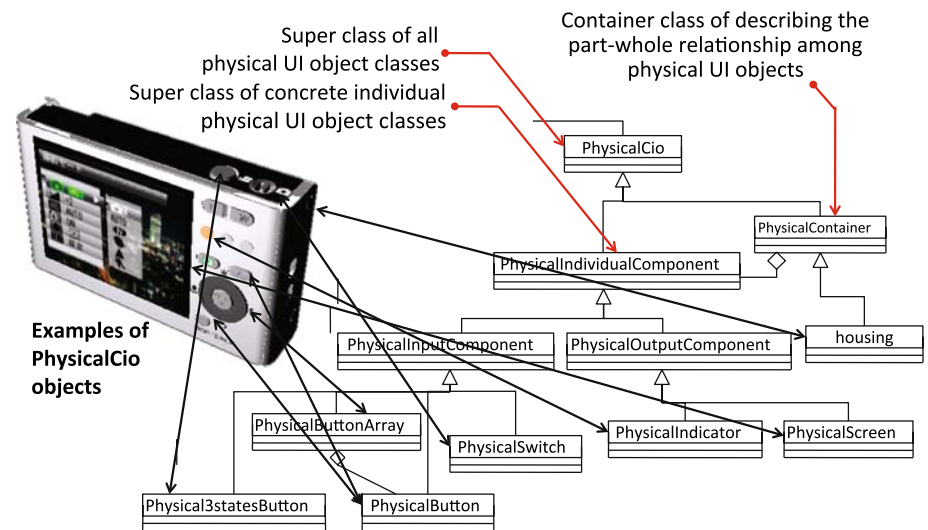 Super class of all
physical UI object classes
Super class of concrete individual
physical UI object classes
Container class of describing the
part-whole relationship among
physical UI objects
PhysicalCio
PhysicalContainer
PhysicalIndividualComponent
Examples of
PhysicalCio
objects
PhysicalInputComponent
PhysicalOutputComponent
housing
PhysicalButtonArray
PhysicalSwitch
PhysicalIndicator
PhysicalScreen
Physical3statesButton
PhysicalButton